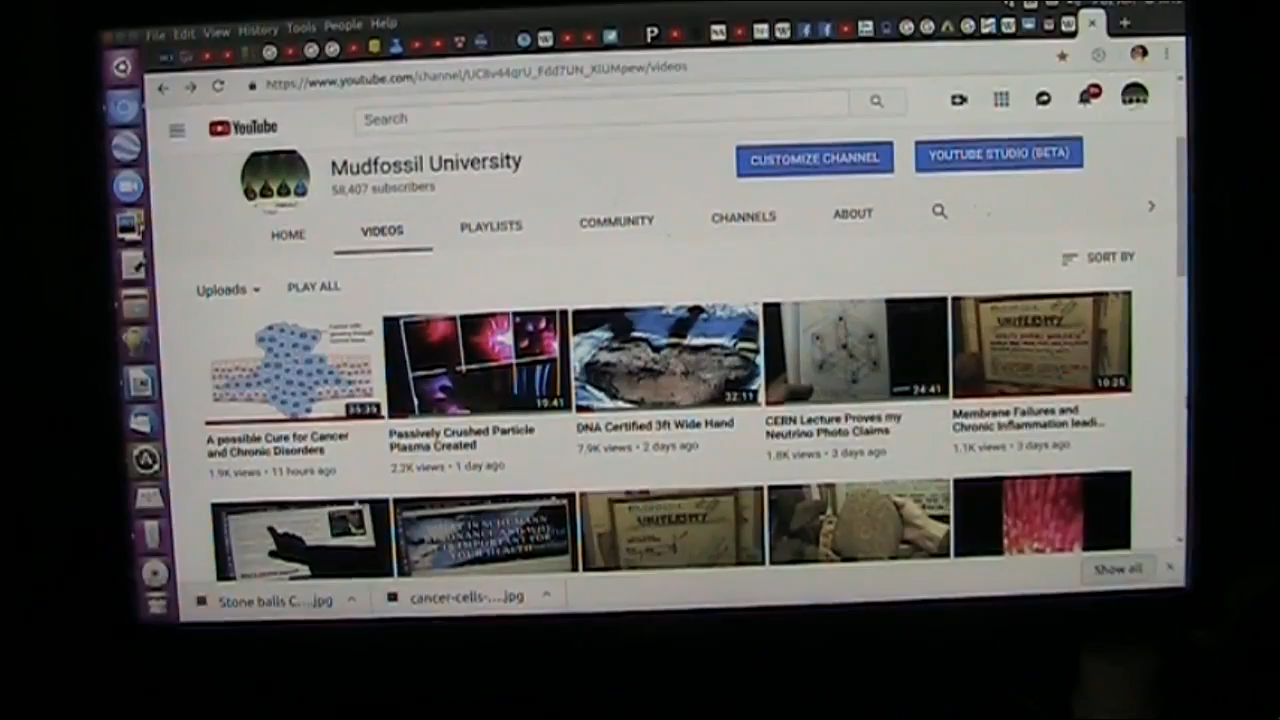 File Edit View History Tools People Help
https://www.youtube.com/channel/UC8v44qrU_Fdd7UN_XlUMpew/videos
YouTube
Search
Mudfossil University
58,407 subscribers
CUSTOMIZE CHANNEL
YOUTUBE STUDIO (BETA)
HOME VIDEOS PLAYLISTS COMMUNITY CHANNELS ABOUT
SORT BY
Uploads PLAY ALL
19:41
32:11
24:41
UNIVERSITY
10:25
A possible Cure for Cancer
and Chronic Disorders
1.9K views • 11 hours ago
Passively Crushed Particle
Plasma Created
2.2K views • 1 day ago
DNA Certified 3ft Wide Hand
7.9K views • 2 days ago
CERN Lecture Proves my
Neutrino Photo Claims
1.8K views • 3 days ago
Membrane Failures and
Chronic Inflammation leadi...
1.1K views • 3 days ago
UNIVERSITY
Show all
Stone balls C....jpg
cancer-cells-....jpg